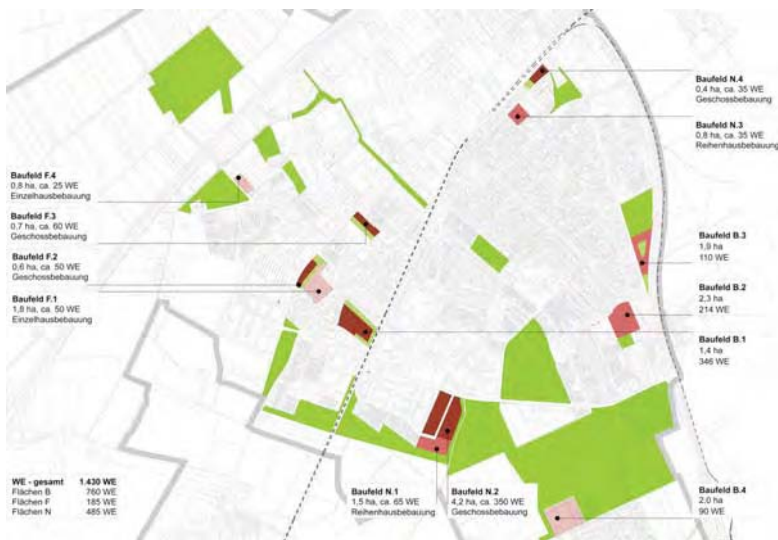 Baufeld N.4
0,4 ha, ca. 35 WE
Geschossbebauung
Baufeld N.3
0,8 ha, ca. 35 WE
Reihenhausbebauung
Baufeld F.4
0,8 ha, ca. 25 WE
Einzelhausbebauung
Baufeld F.3
0,7 ha, ca. 60 WE
Geschossbebauung
Baufeld F.2
0,6 ha, ca. 50 WE
Geschossbebauung
Baufeld F.1
1,8 ha, ca. 50 WE
Einzelhausbebauung
Baufeld B.3
1,9 ha
110 WE
Baufeld B.2
2,3 ha
214 WE
Baufeld B.1
1,4 ha
346 WE
WE - gesamt 1.430 WE
Flächen B 760 WE
Flächen F 185 WE
Flächen N 485 WE
Baufeld N.1
1,5 ha, ca. 65 WE
Reihenhausbebauung
Baufeld N.2
4,2 ha, ca. 350 WE
Geschossbebauung
Baufeld B.4
2,0 ha
90 WE